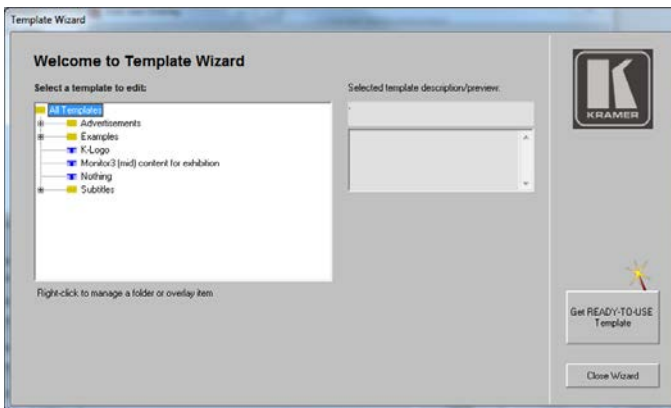 Template Wizard
Welcome to Template Wizard
Select a template to edit:
All Templates
Advertisements
Examples
K-Logo
Monitor3 (mid) content for exhibition
Nothing
Subtitles
Right-click to manage a folder or overlay item
Selected template description/preview:
KRAMER
Get READY-TO-USE
Template
Close Wizard